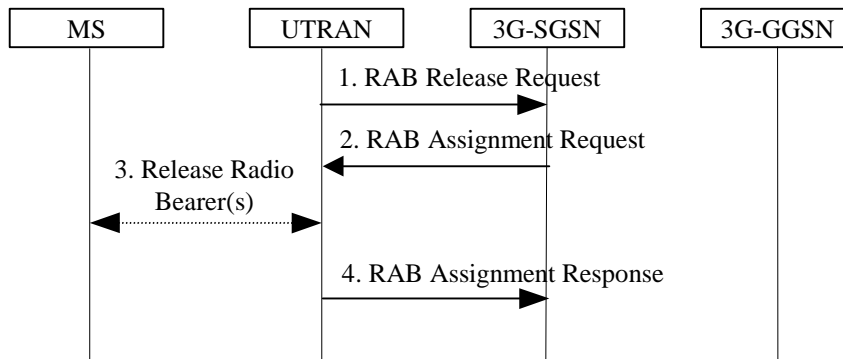 MS
UTRAN
3G-SGSN
3G-GGSN
1. RAB Release Request
2. RAB Assignment Request
3. Release Radio
Bearer(s)
4. RAB Assignment Response